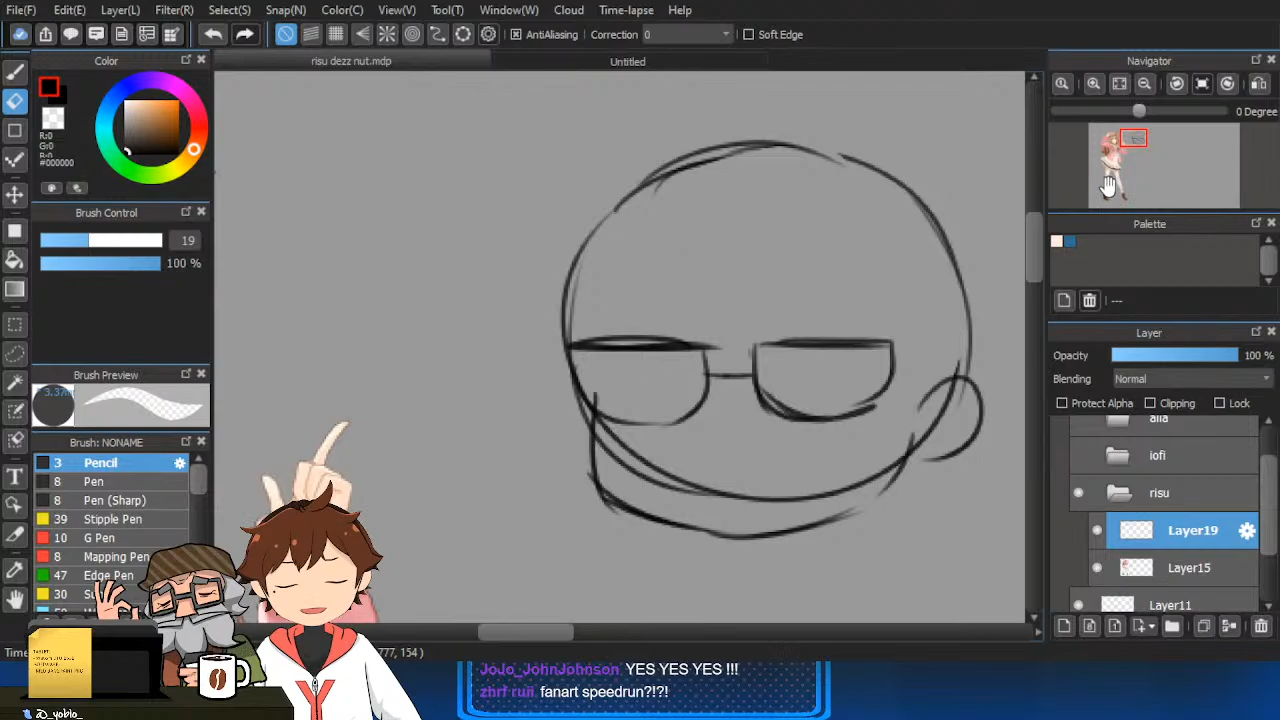 File(F) Edit(E) Layer(L) Filter(R) Select(S) Snap(N) Color(C) View(V) Tool(T) Window(W) Cloud Time-lapse Help
AntiAliasing Correction 0 Soft Edge
Color
risu dezz nut.mdp
Untitled
Navigator
R:0
G:0
B:0
#000000
0 Degree
Brush Control
19
100 %
Palette
---
Layer
Opacity 100 %
Blending Normal
Protect Alpha Clipping Lock
iofi
risu
Layer19
Layer15
Layer11
Brush Preview
Brush: NONAME
3 Pencil
8 Pen
8 Pen (Sharp)
39 Stipple Pen
10 G Pen
8 Mapping Pen
47 Edge Pen
30
777, 154 )
JoJo_JohnJohnson YES YES YES !!!
zhrf run fanart speedrun?!?!